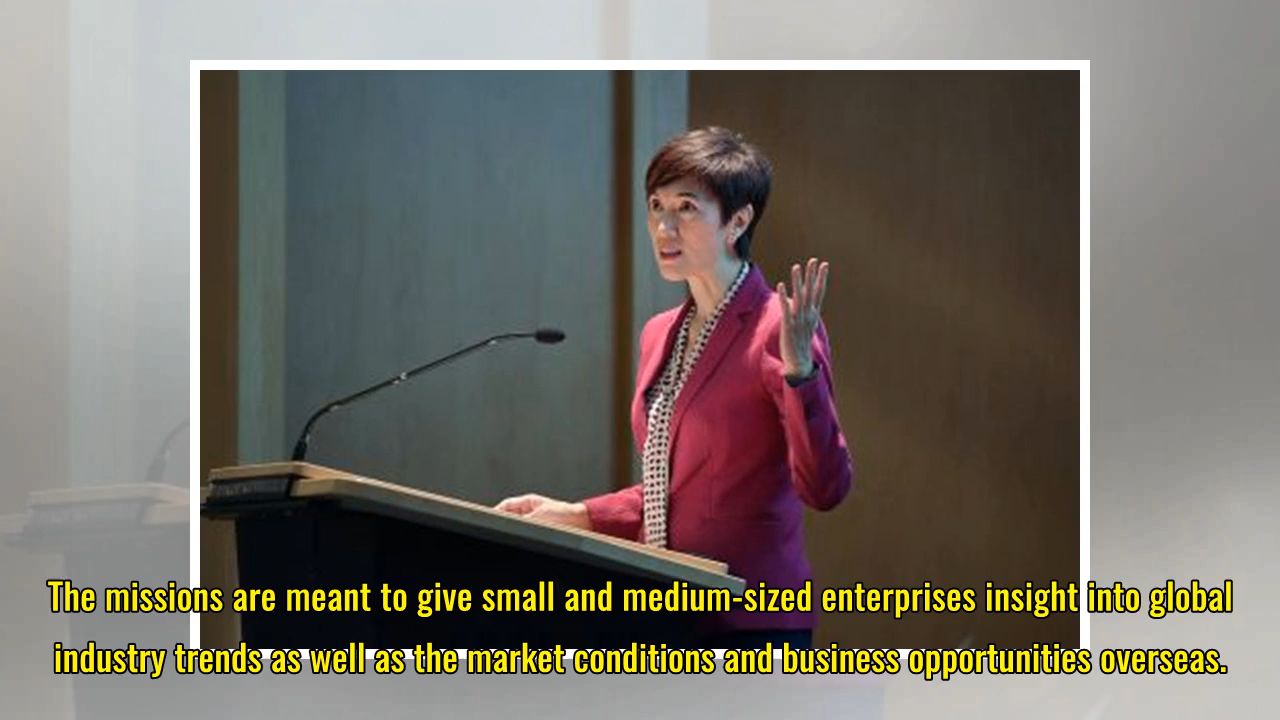 The missions are meant to give small and medium-sized enterprises insight into global
industry trends as well as the market conditions and business opportunities overseas.